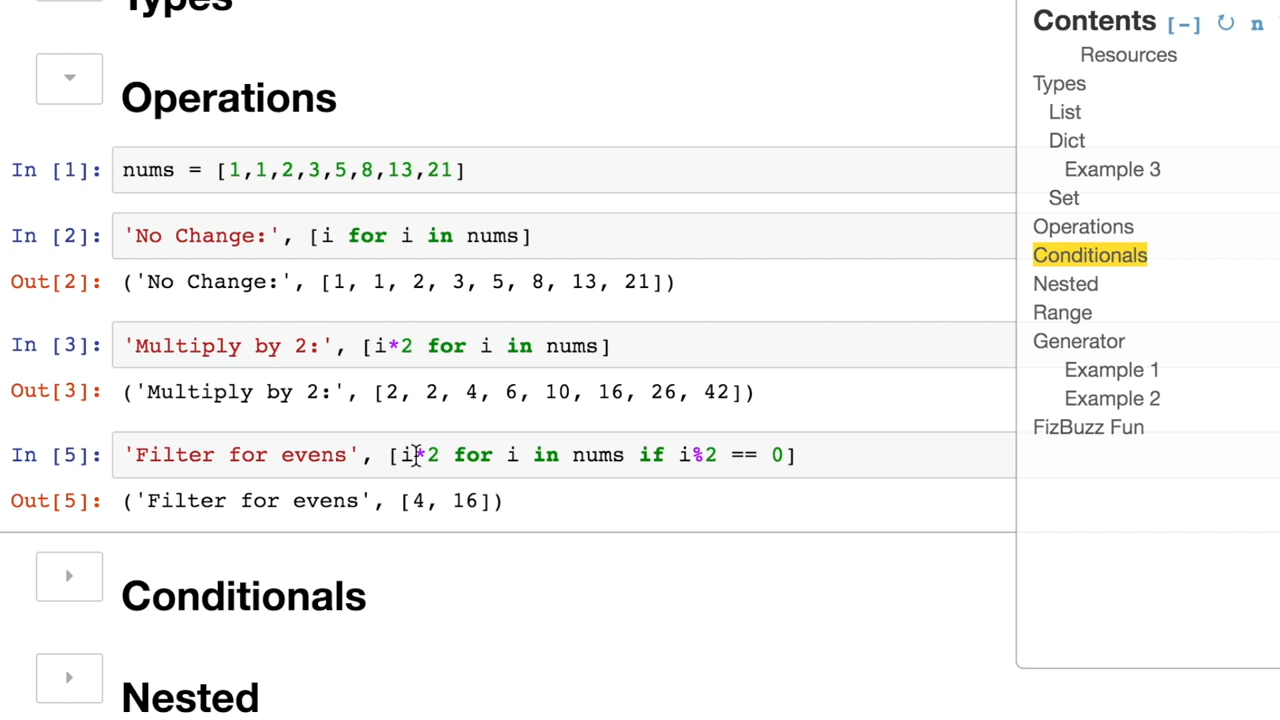 Types
Operations
In [1]: nums = [1,1,2,3,5,8,13,21]
In [2]: 'No Change:', [i for i in nums]
Out[2]: ('No Change:', [1, 1, 2, 3, 5, 8, 13, 21])
In [3]: 'Multiply by 2:', [i*2 for i in nums]
Out[3]: ('Multiply by 2:', [2, 2, 4, 6, 10, 16, 26, 42])
In [5]: 'Filter for evens', [i*2 for i in nums if i%2 == 0]
Out[5]: ('Filter for evens', [4, 16])
Conditionals
Nested
Contents [-] ↻ n
Resources
Types
List
Dict
Example 3
Set
Operations
Conditionals
Nested
Range
Generator
Example 1
Example 2
FizBuzz Fun